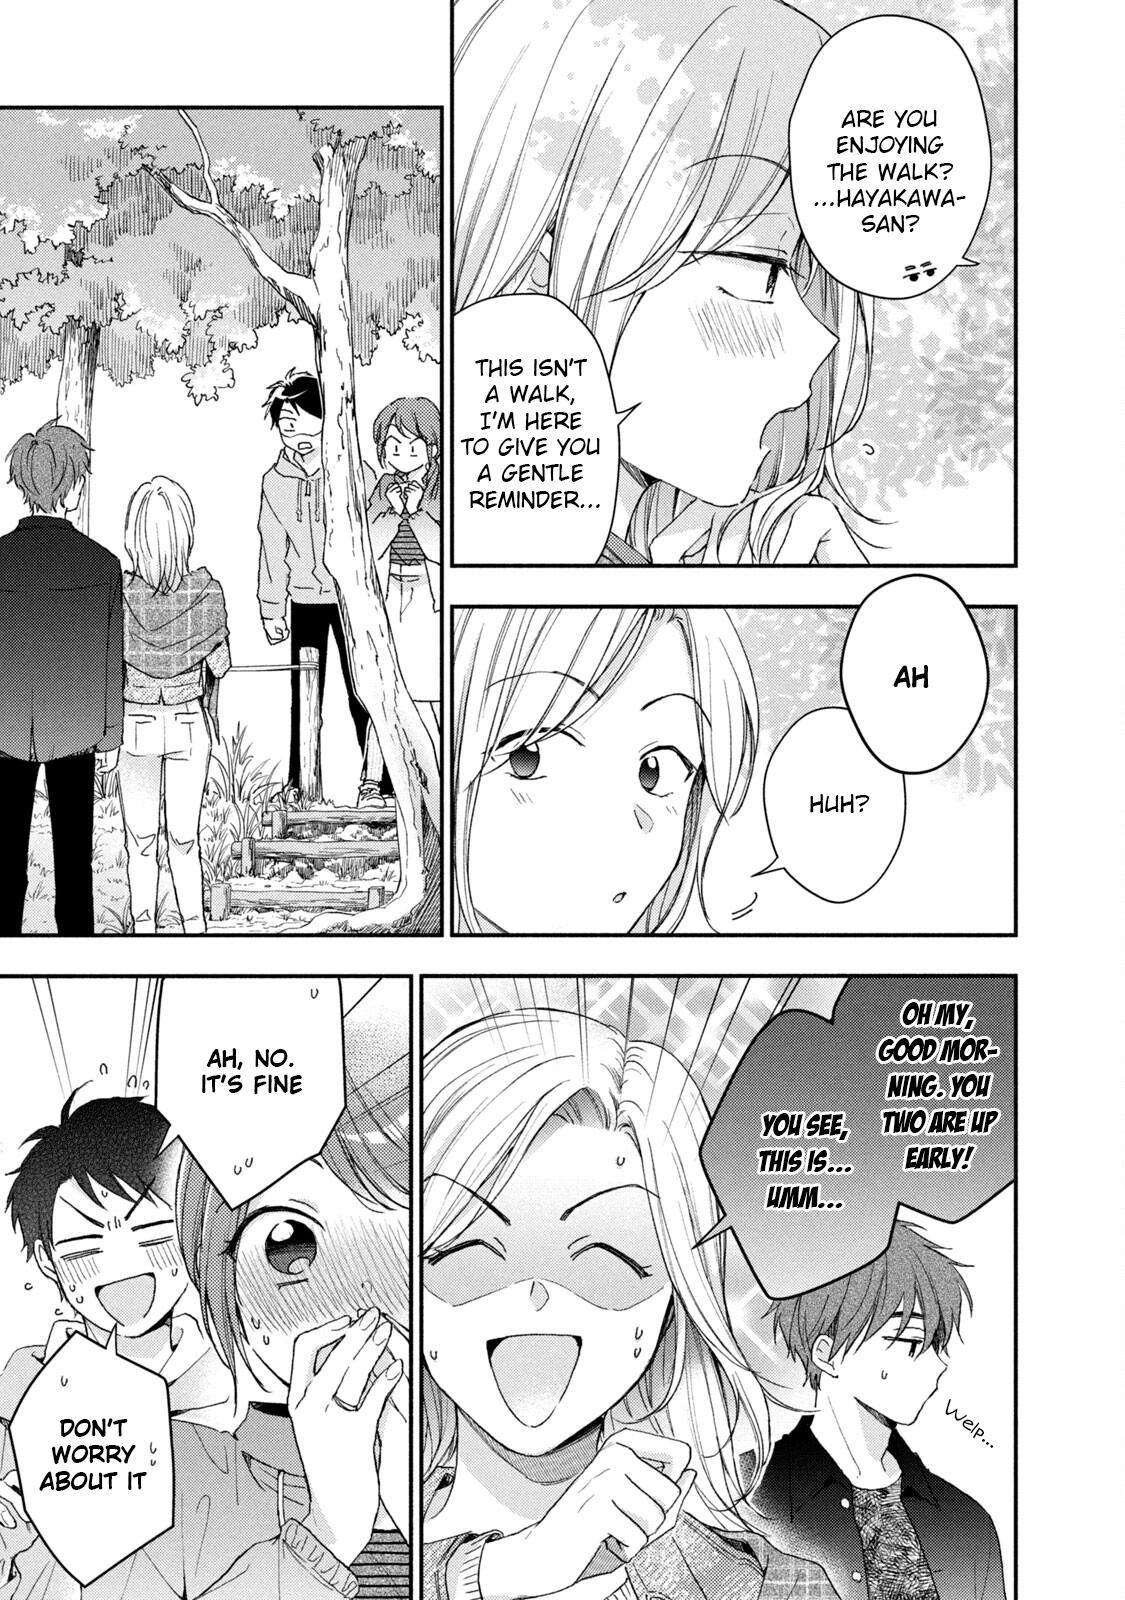 ARE YOU
ENJOYING
THE WALK?
...HAYAKAWA-
SAN?
THIS ISN'T
A WALK,
I'M HERE
TO GIVE YOU
A GENTLE
REMINDER...
AH
HUH?
OH MY,
GOOD MOR-
NING. YOU
TWO ARE UP
EARLY!
YOU SEE,
THIS IS...
UMM...
Welp...
AH, NO.
IT'S FINE
DON'T
WORRY
ABOUT IT